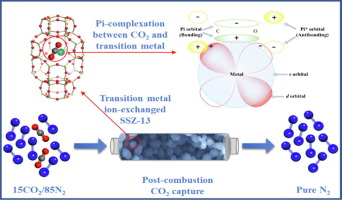 Pi-complexation
between CO₂ and
transition metal
Pi orbital
(Bonding)
Pi* orbital
(Antibonding)
C
O
Metal
s orbital
d orbital
Transition metal
ion-exchanged
SSZ-13
15CO₂/85N₂
Post-combustion
CO₂ capture
Pure N₂